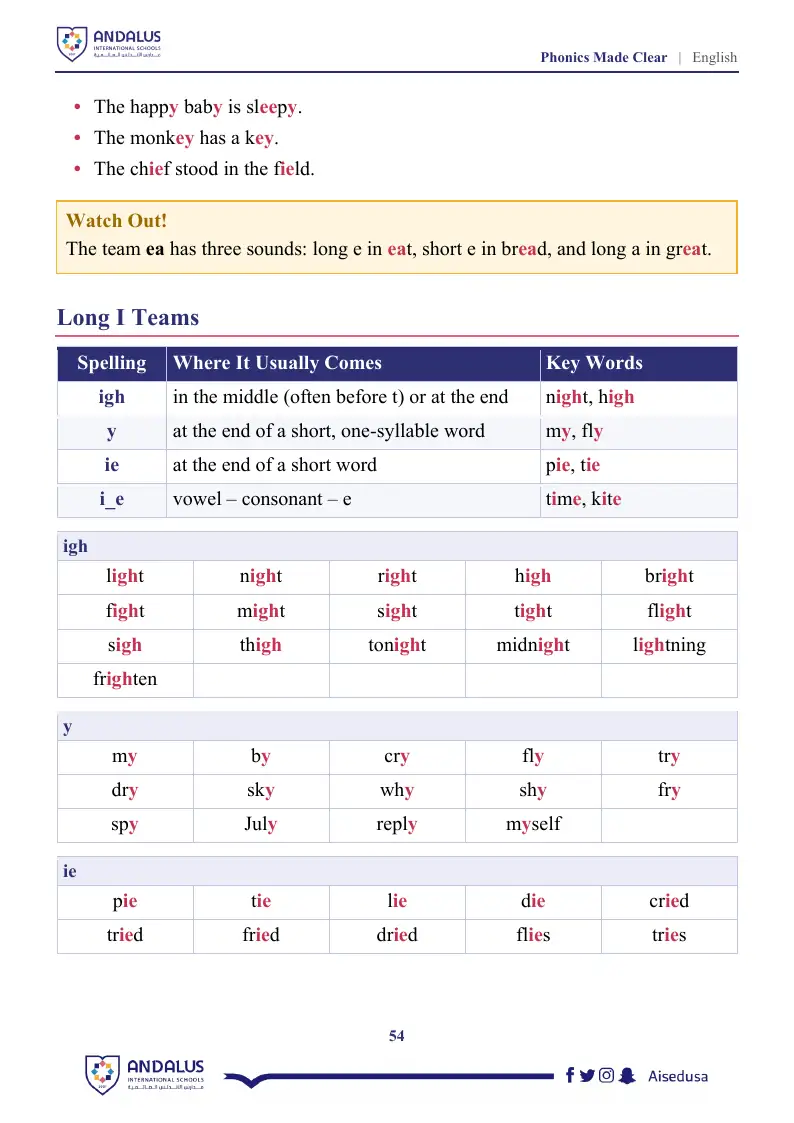 ANDALUS
INTERNATIONAL SCHOOLS
مدارس الأندلس العالمية
Phonics Made Clear | English
• The happy baby is sleepy.
• The monkey has a key.
• The chief stood in the field.
Watch Out!
The team ea has three sounds: long e in eat, short e in bread, and long a in great.
Long I Teams
Spelling Where It Usually Comes Key Words
igh in the middle (often before t) or at the end night, high
y at the end of a short, one-syllable word my, fly
ie at the end of a short word pie, tie
i_e vowel – consonant – e time, kite
igh
light night right high bright
fight might sight tight flight
sigh thigh tonight midnight lightning
frighten
y
my by cry fly try
dry sky why shy fry
spy July reply myself
ie
pie tie lie die cried
tried fried dried flies tries
54
ANDALUS
INTERNATIONAL SCHOOLS
مدارس الأندلس العالمية
Aisedusa